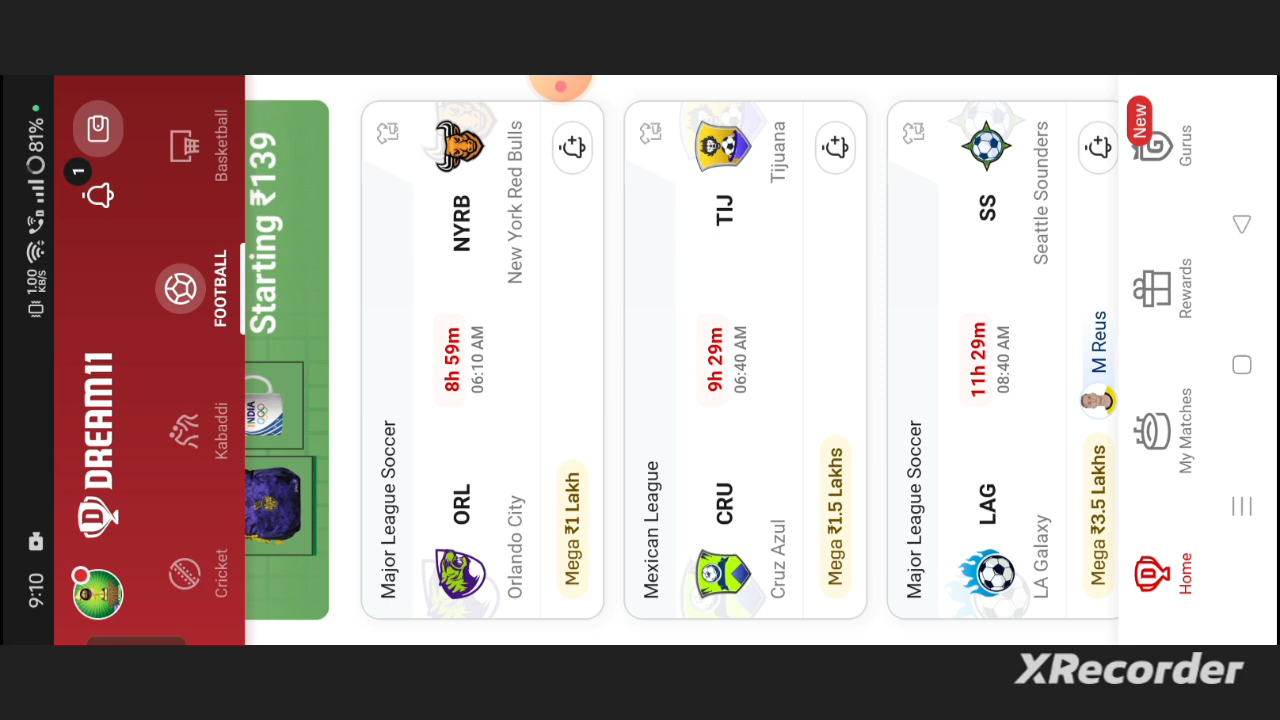 9:10
1.00 KB/S
81%
DREAM11
1
Cricket
Kabaddi
FOOTBALL
Basketball
INDIA
Starting ₹139
Major League Soccer
ORL
8h 59m
NYRB
06:10 AM
Orlando City
New York Red Bulls
Mega ₹1 Lakh
Mexican League
CRU
9h 29m
TIJ
06:40 AM
Cruz Azul
Tijuana
Mega ₹1.5 Lakhs
Major League Soccer
LAG
11h 29m
SS
08:40 AM
LA Galaxy
Seattle Sounders
Mega ₹3.5 Lakhs
M Reus
New
Home
My Matches
Rewards
Gurus
XRecorder